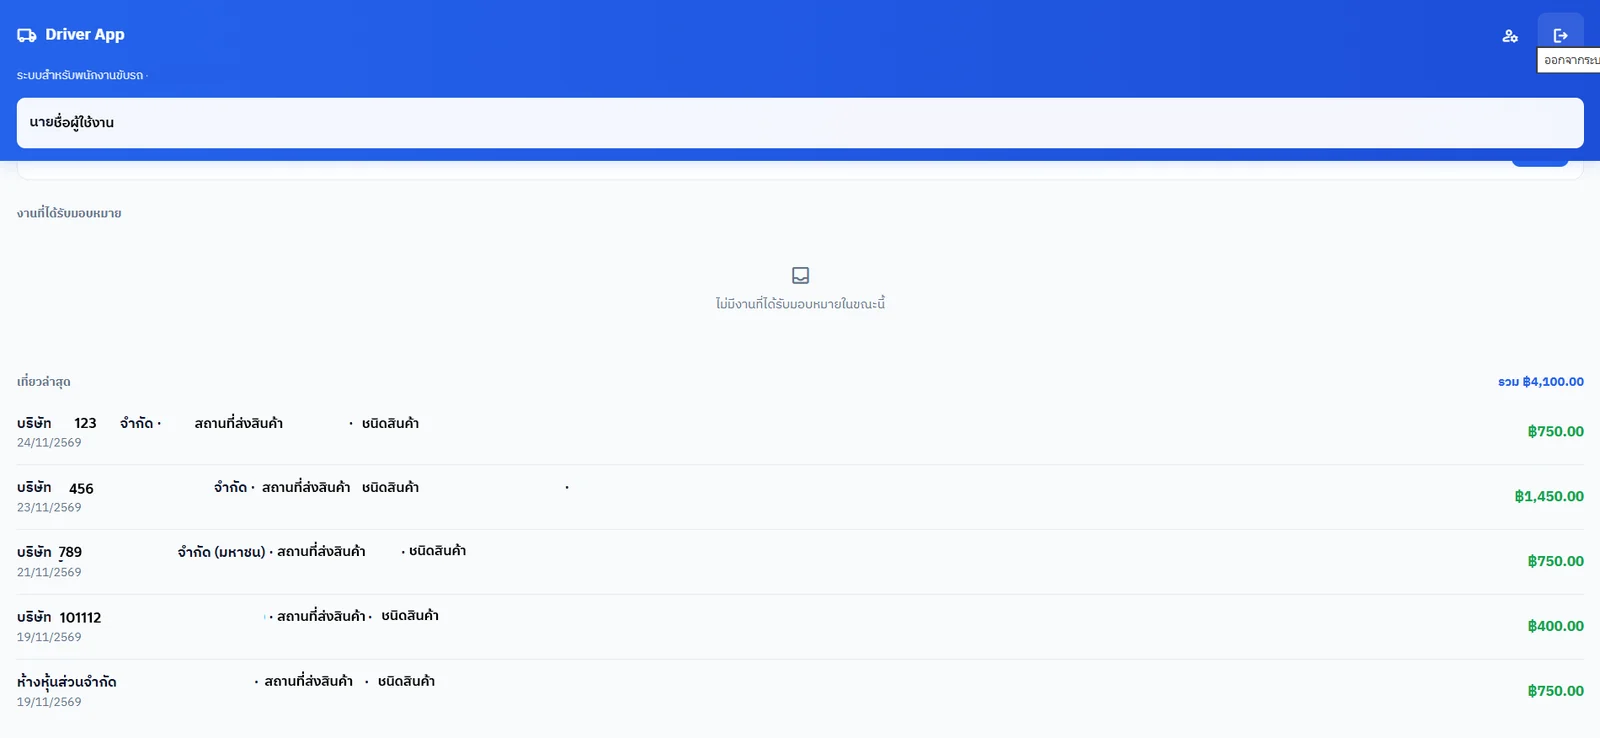 Driver App
ออกจากระบ
ระบบสำหรับพนักงานขับรถ ·
นายชื่อผู้ใช้งาน
งานที่ได้รับมอบหมาย
ไม่มีงานที่ได้รับมอบหมายในขณะนี้
เที่ยวล่าสุด รวม ฿4,100.00
บริษัท 123 จำกัด · สถานที่ส่งสินค้า · ชนิดสินค้า
24/11/2569 ฿750.00
บริษัท 456 จำกัด · สถานที่ส่งสินค้า ชนิดสินค้า ·
23/11/2569 ฿1,450.00
บริษัท 789 จำกัด (มหาชน) · สถานที่ส่งสินค้า · ชนิดสินค้า
21/11/2569 ฿750.00
บริษัท 101112 · สถานที่ส่งสินค้า · ชนิดสินค้า
19/11/2569 ฿400.00
ห้างหุ้นส่วนจำกัด · สถานที่ส่งสินค้า · ชนิดสินค้า
19/11/2569 ฿750.00